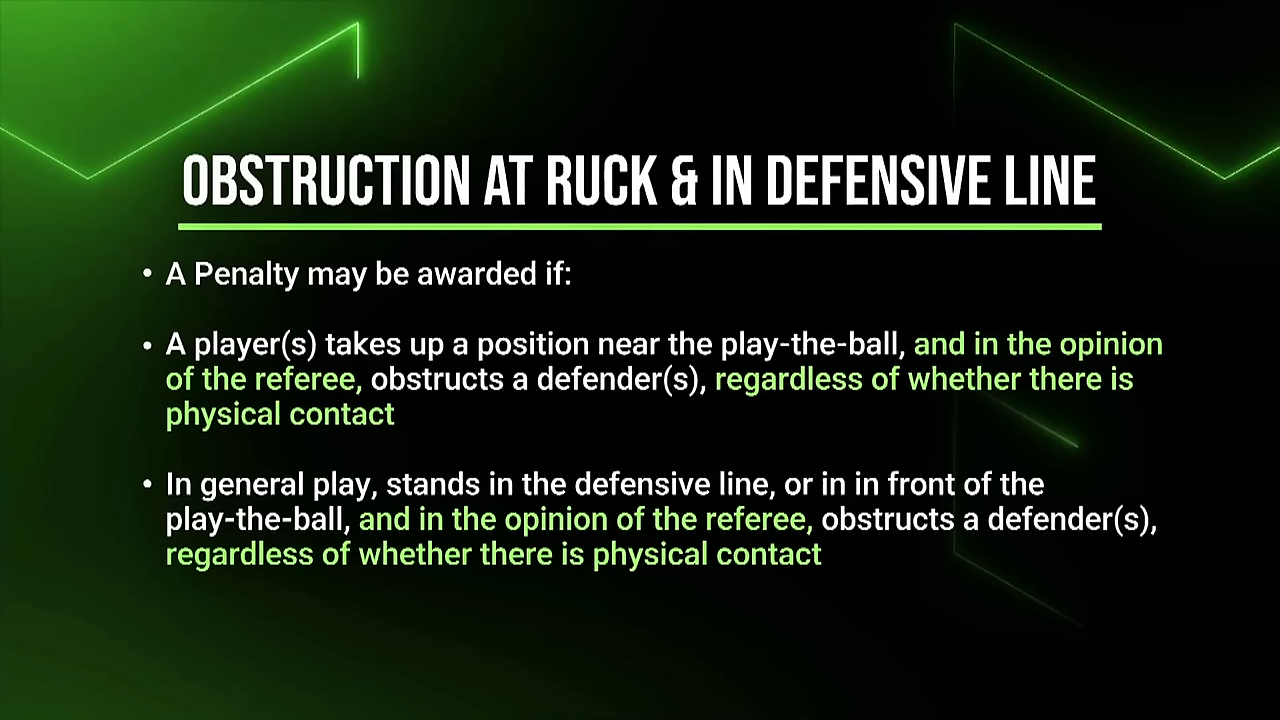 OBSTRUCTION AT RUCK & IN DEFENSIVE LINE
• A Penalty may be awarded if:
• A player(s) takes up a position near the play-the-ball, and in the opinion
of the referee, obstructs a defender(s), regardless of whether there is
physical contact
• In general play, stands in the defensive line, or in in front of the
play-the-ball, and in the opinion of the referee, obstructs a defender(s),
regardless of whether there is physical contact